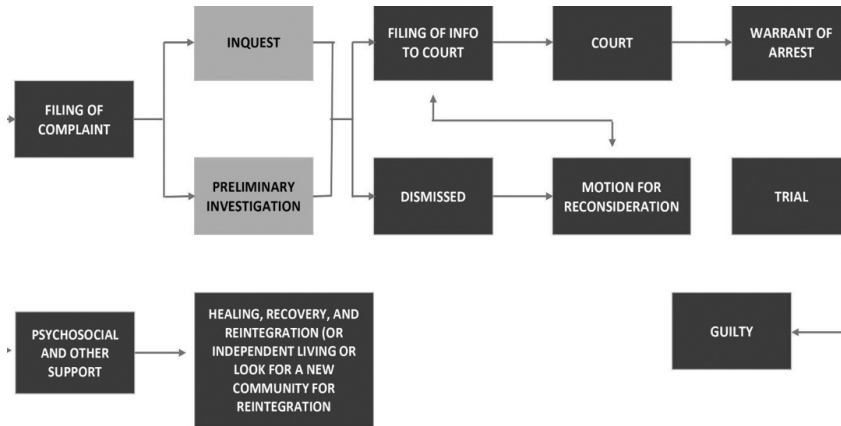 INQUEST
FILING OF INFO
TO COURT
COURT
WARRANT OF
ARREST
FILING OF
COMPLAINT
PRELIMINARY
INVESTIGATION
DISMISSED
MOTION FOR
RECONSIDERATION
TRIAL
PSYCHOSOCIAL
AND OTHER
SUPPORT
HEALING, RECOVERY, AND
REINTEGRATION (OR
INDEPENDENT LIVING OR
LOOK FOR A NEW
COMMUNITY FOR
REINTEGRATION
GUILTY